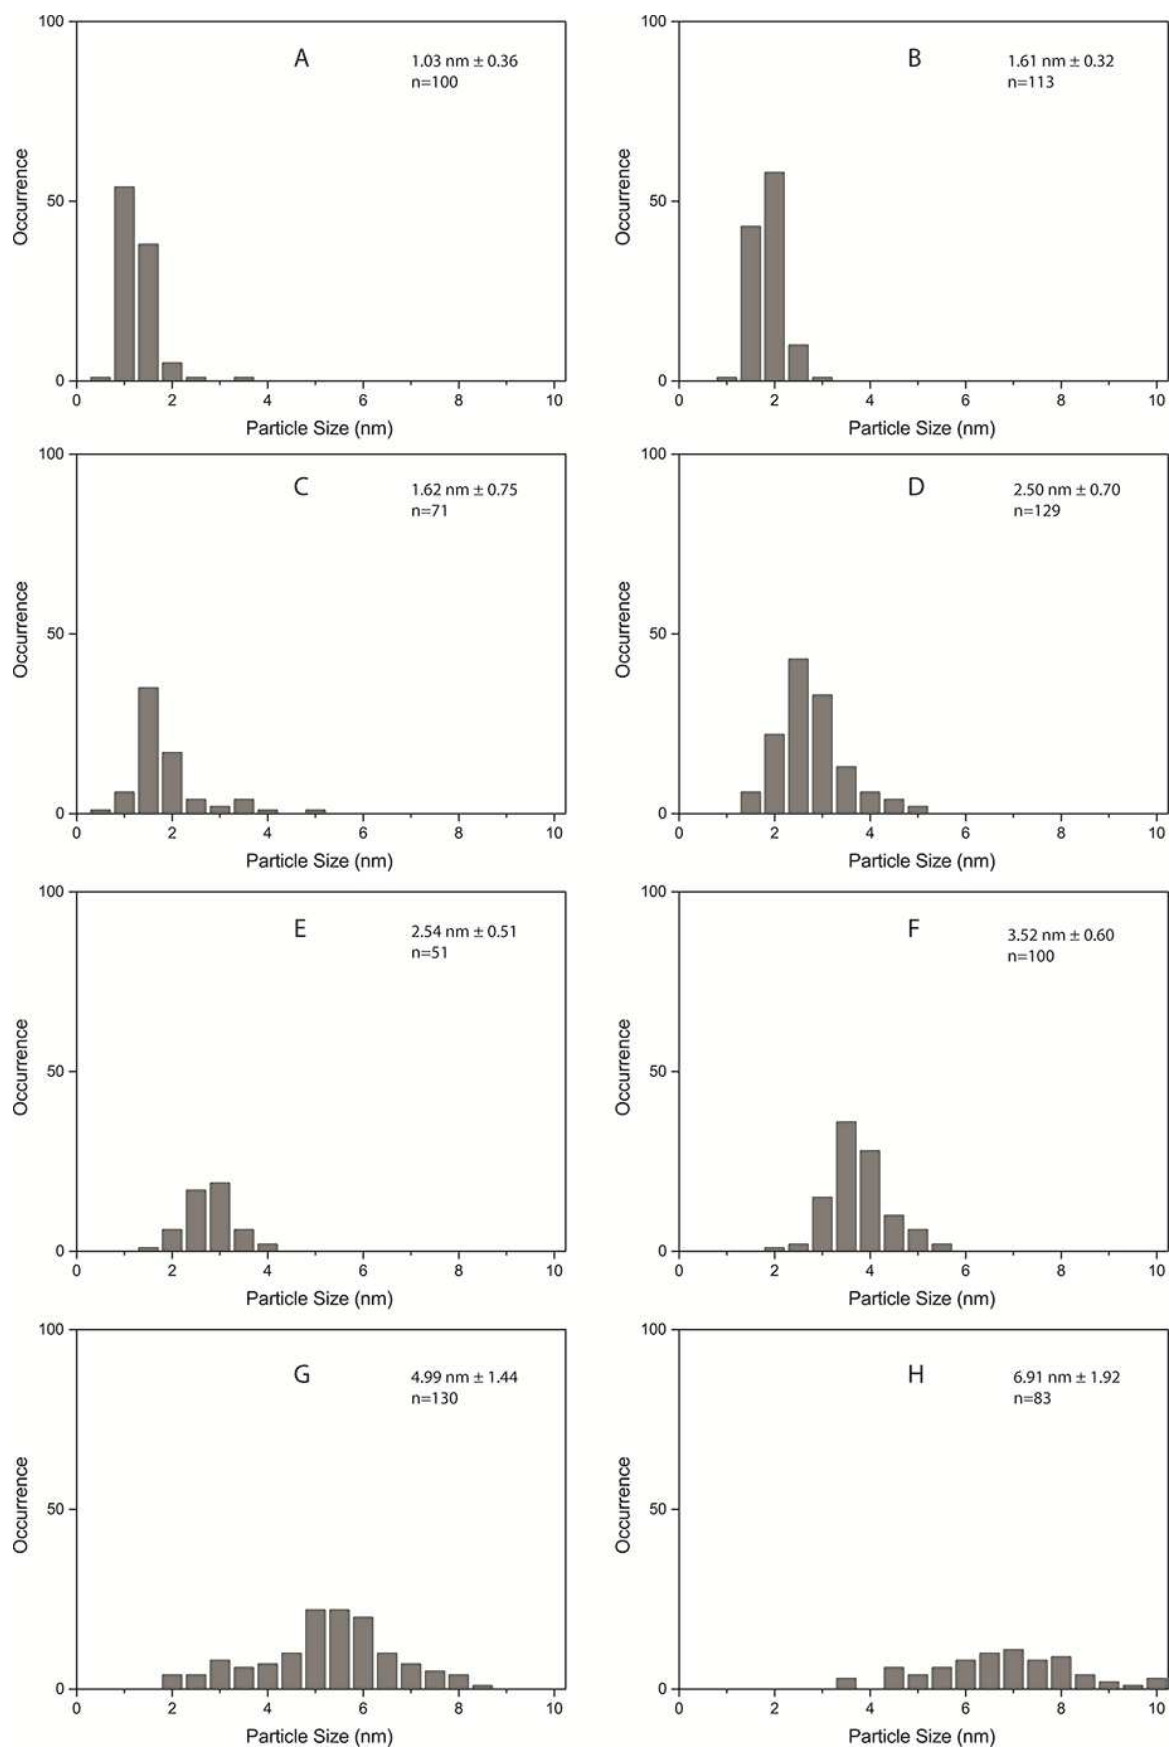 100
A
1.03 nm ± 0.36
n=100
Occurrence
50
0
0 2 4 6 8 10
Particle Size (nm)
100
B
1.61 nm ± 0.32
n=113
Occurrence
50
0
0 2 4 6 8 10
Particle Size (nm)
100
C
1.62 nm ± 0.75
n=71
Occurrence
50
0
0 2 4 6 8 10
Particle Size (nm)
100
D
2.50 nm ± 0.70
n=129
Occurrence
50
0
0 2 4 6 8 10
Particle Size (nm)
100
E
2.54 nm ± 0.51
n=51
Occurrence
50
0
0 2 4 6 8 10
Particle Size (nm)
100
F
3.52 nm ± 0.60
n=100
Occurrence
50
0
0 2 4 6 8 10
Particle Size (nm)
100
G
4.99 nm ± 1.44
n=130
Occurrence
50
0
0 2 4 6 8 10
Particle Size (nm)
100
H
6.91 nm ± 1.92
n=83
Occurrence
50
0
0 2 4 6 8 10
Particle Size (nm)